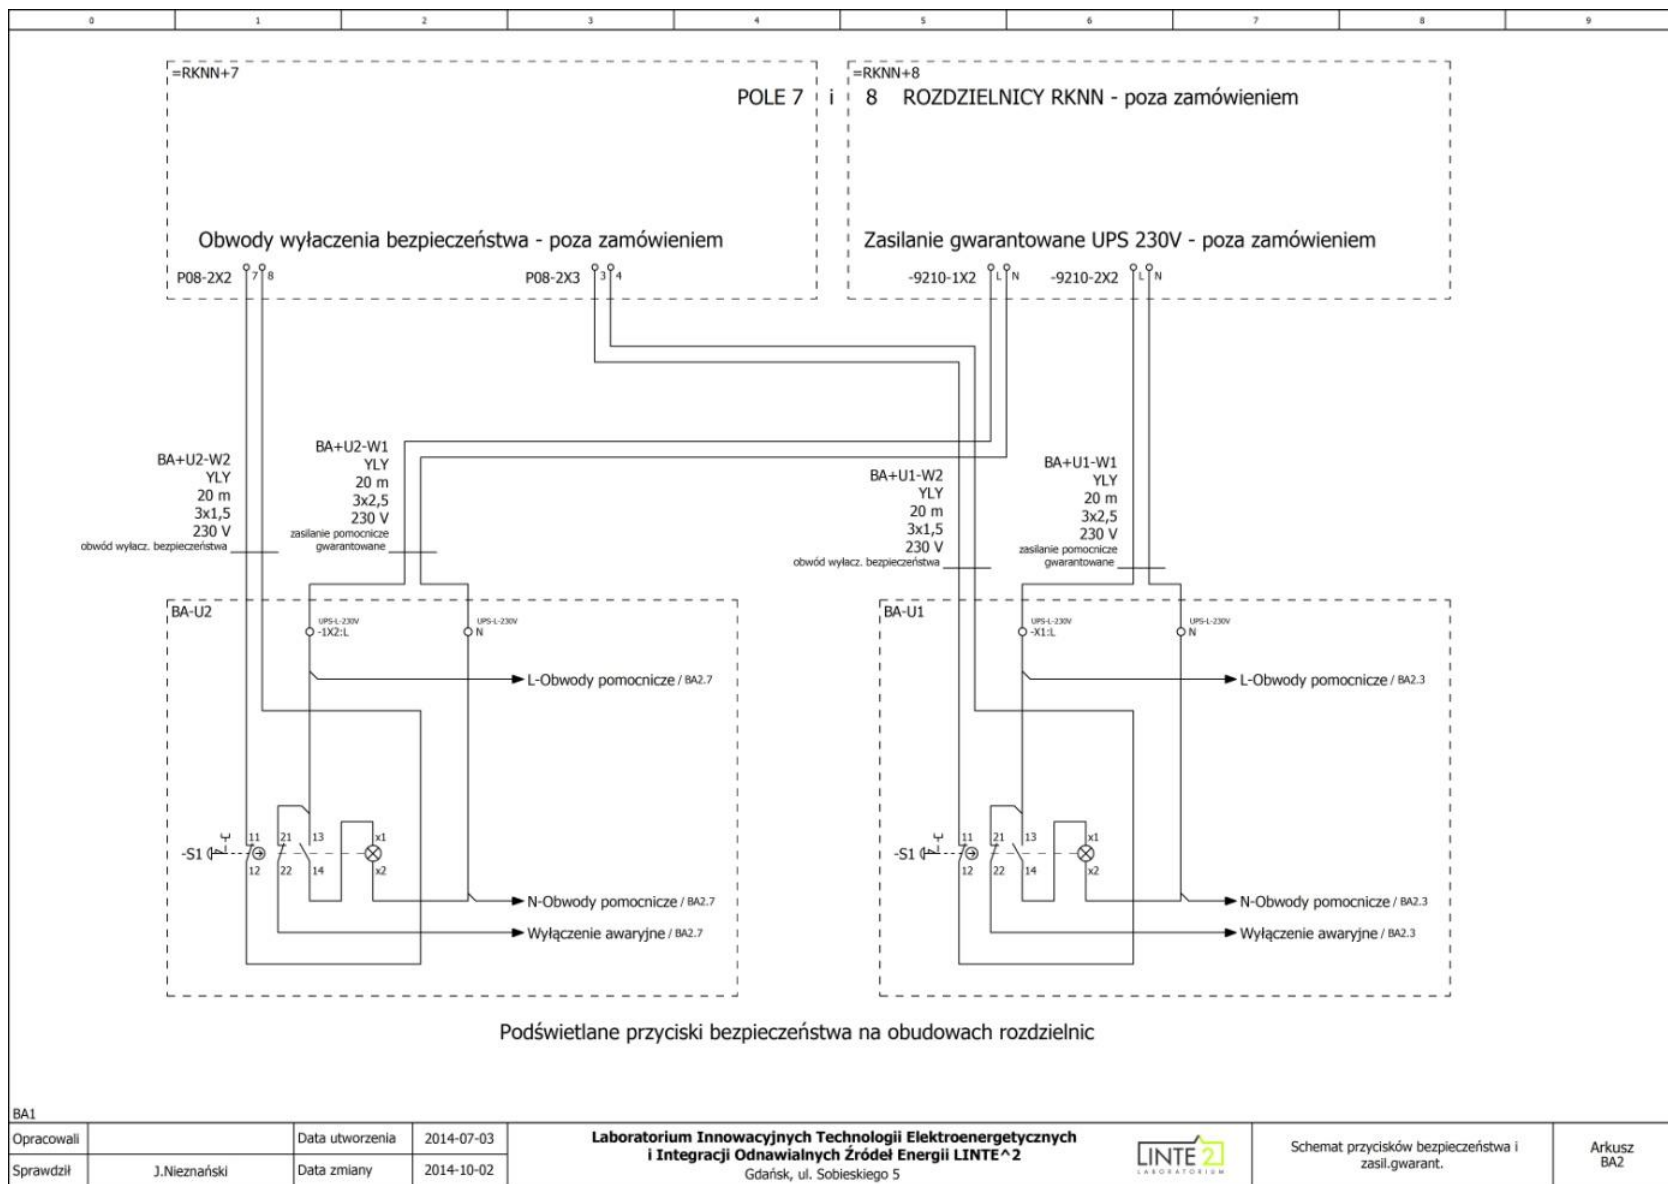 0 1 2 3 4 5 6 7 8 9
=RKNN+7
=RKNN+8
POLE 7 i 8 ROZDZIELNICY RKNN - poza zamówieniem
Obwody wyłaczenia bezpieczeństwa - poza zamówieniem
Zasilanie gwarantowane UPS 230V - poza zamówieniem
P08-2X2 7 8
P08-2X3 3 4
-9210-1X2 L N
-9210-2X2 L N
BA+U2-W2
YLY
20 m
3x1,5
230 V
obwód wyłacz. bezpieczeństwa
BA+U2-W1
YLY
20 m
3x2,5
230 V
zasilanie pomocnicze
gwarantowane
BA+U1-W2
YLY
20 m
3x1,5
230 V
obwód wyłacz. bezpieczeństwa
BA+U1-W1
YLY
20 m
3x2,5
230 V
zasilanie pomocnicze
gwarantowane
BA-U2
UPS-L-230V
-1X2:L
UPS-L-230V
N
L-Obwody pomocnicze / BA2.7
-S1
11 21 13 x1
12 22 14 x2
N-Obwody pomocnicze / BA2.7
Wyłączenie awaryjne / BA2.7
BA-U1
UPS-L-230V
-X1:L
UPS-L-230V
N
L-Obwody pomocnicze / BA2.3
-S1
11 21 13 x1
12 22 14 x2
N-Obwody pomocnicze / BA2.3
Wyłączenie awaryjne / BA2.3
Podświetlane przyciski bezpieczeństwa na obudowach rozdzielnic
BA1
Opracowali
Data utworzenia 2014-07-03
Sprawdził J.Nieznański
Data zmiany 2014-10-02
Laboratorium Innowacyjnych Technologii Elektroenergetycznych
i Integracji Odnawialnych Źródeł Energii LINTE^2
Gdańsk, ul. Sobieskiego 5
LINTE 2
LABORATORIUM
Schemat przycisków bezpieczeństwa i
zasil.gwarant.
Arkusz
BA2